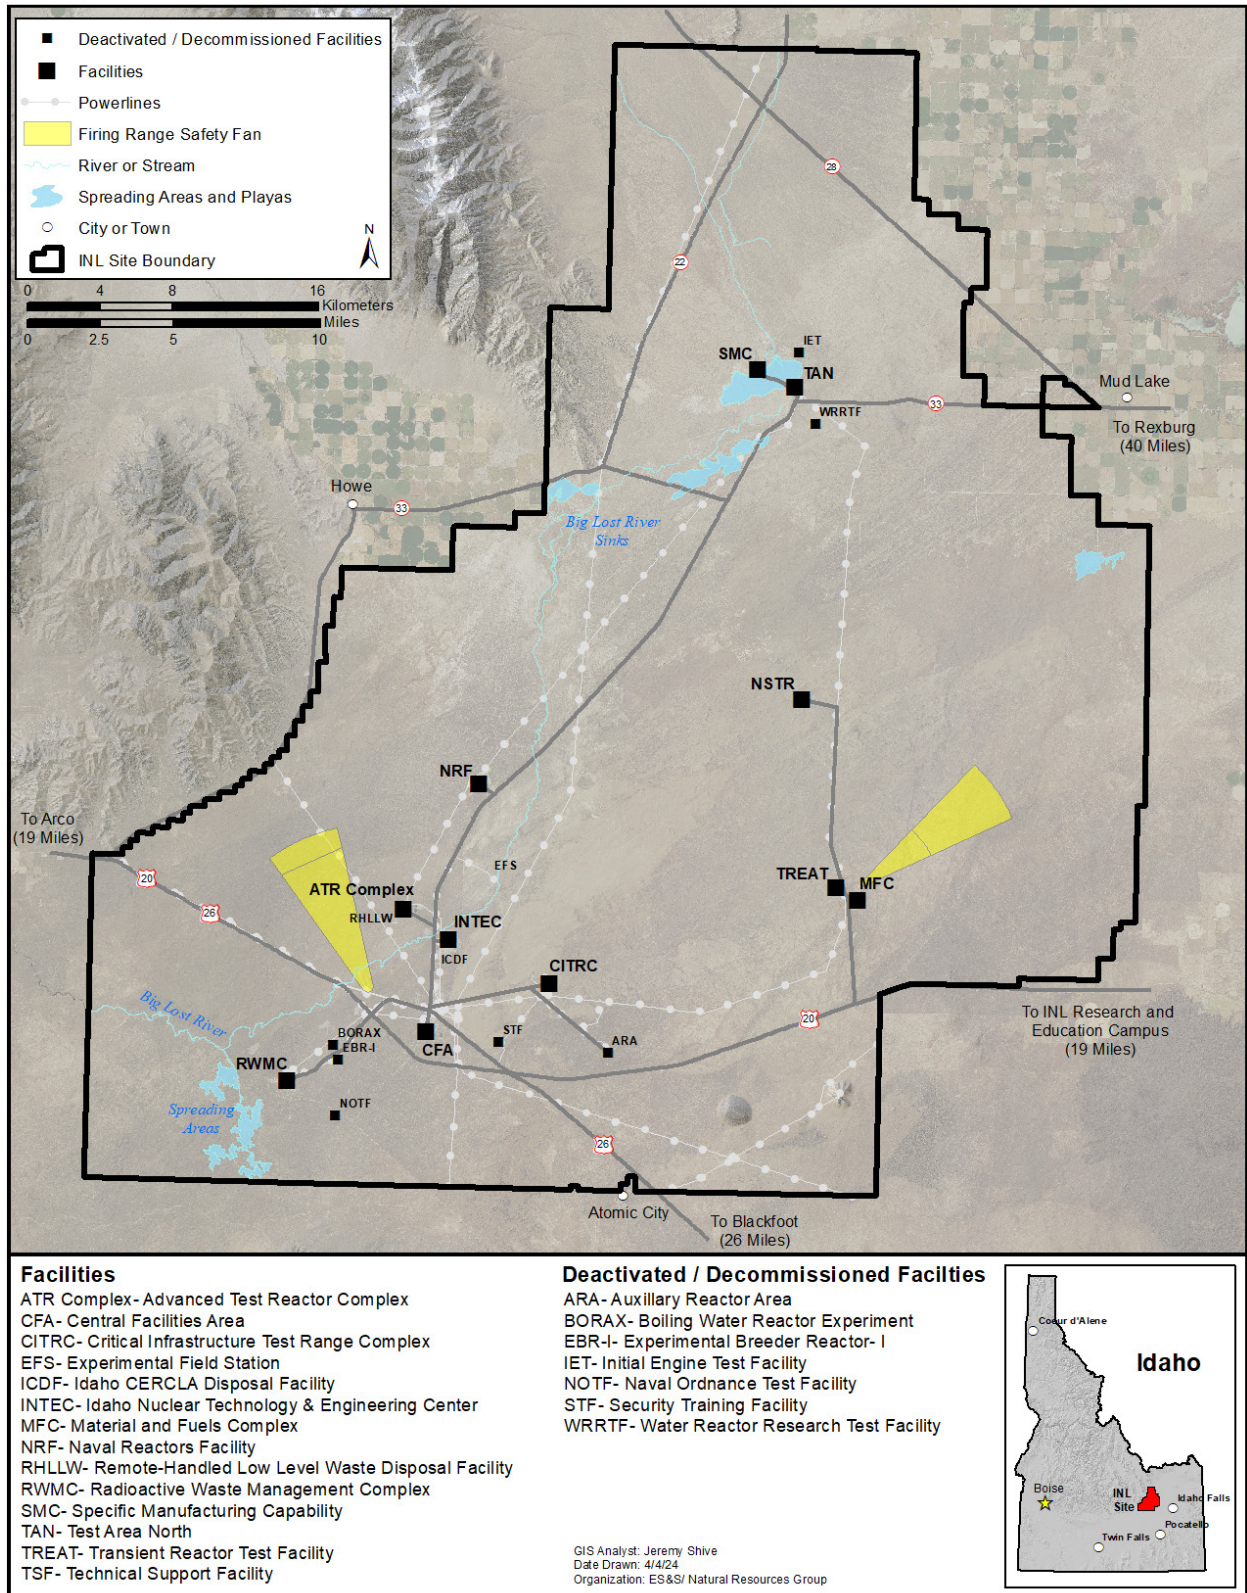 Deactivated / Decommissioned Facilities
Facilities
Powerlines
Firing Range Safety Fan
River or Stream
Spreading Areas and Playas
City or Town
INL Site Boundary
N
0 4 8 16
Kilometers
Miles
0 2.5 5 10
28
22
IET
SMC
TAN
Mud Lake
33
WRRTF
To Rexburg
(40 Miles)
Howe
33
Big Lost River
Sinks
NSTR
NRF
To Arco
(19 Miles)
20
EFS
TREAT
MFC
ATR Complex
26
RHLLW
INTEC
ICDF
CITRC
Big Lost River
To INL Research and
Education Campus
(19 Miles)
20
BORAX
STF
EBR-I
CFA
ARA
RWMC
NOTF
Spreading
Areas
26
Atomic City
To Blackfoot
(26 Miles)
Facilities
ATR Complex- Advanced Test Reactor Complex
CFA- Central Facilities Area
CITRC- Critical Infrastructure Test Range Complex
EFS- Experimental Field Station
ICDF- Idaho CERCLA Disposal Facility
INTEC- Idaho Nuclear Technology & Engineering Center
MFC- Material and Fuels Complex
NRF- Naval Reactors Facility
RHLLW- Remote-Handled Low Level Waste Disposal Facility
RWMC- Radioactive Waste Management Complex
SMC- Specific Manufacturing Capability
TAN- Test Area North
TREAT- Transient Reactor Test Facility
TSF- Technical Support Facility
Deactivated / Decommissioned Facilties
ARA- Auxillary Reactor Area
BORAX- Boiling Water Reactor Experiment
EBR-I- Experimental Breeder Reactor- I
IET- Initial Engine Test Facility
NOTF- Naval Ordnance Test Facility
STF- Security Training Facility
WRRTF- Water Reactor Research Test Facility
GIS Analyst: Jeremy Shive
Date Drawn: 4/4/24
Organization: ES&S/ Natural Resources Group
Coeur d'Alene
Idaho
Boise
INL
Site
Idaho Falls
Pocatello
Twin Falls